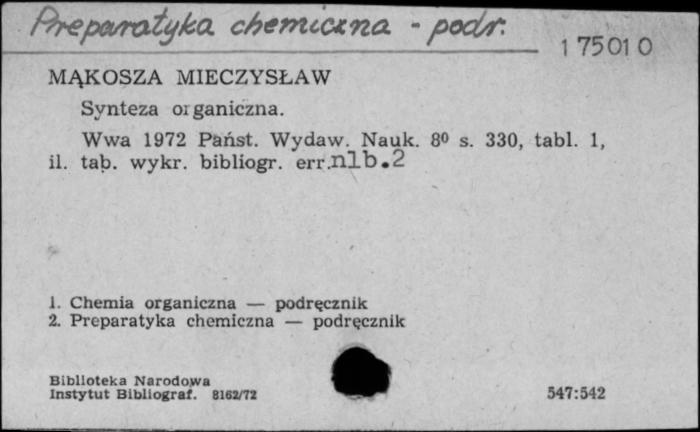 Preparatyka chemiczna - podr.
175010
MĄKOSZA MIECZYSŁAW
Synteza organiczna.
Wwa 1972 Państ. Wydaw. Nauk. 8⁰ s. 330, tabl. 1,
il. tab. wykr. bibliogr. err.nlb.2
1. Chemia organiczna — podręcznik
2. Preparatyka chemiczna — podręcznik
Biblioteka Narodowa
Instytut Bibliograf. 8162/72
547:542